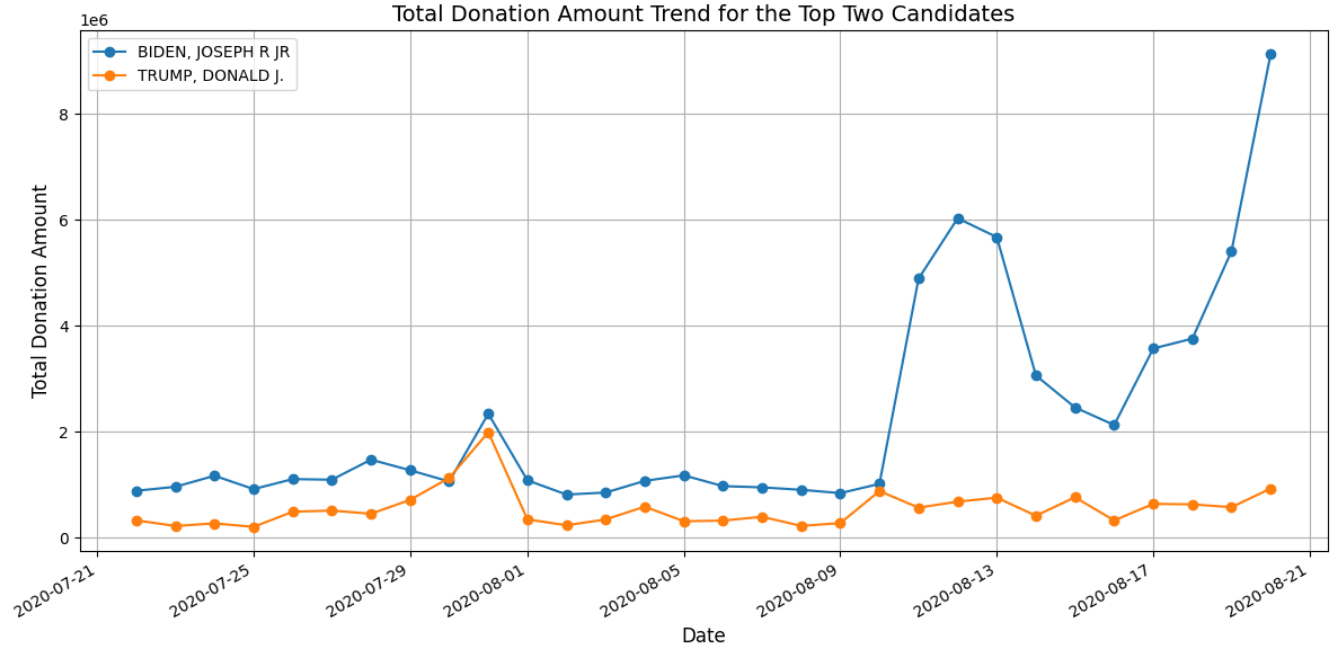 Total Donation Amount Trend for the Top Two Candidates
1e6
BIDEN, JOSEPH R JR
TRUMP, DONALD J.
8
6
4
2
0
Total Donation Amount
2020-07-21
2020-07-25
2020-07-29
2020-08-01
2020-08-05
2020-08-09
2020-08-13
2020-08-17
2020-08-21
Date